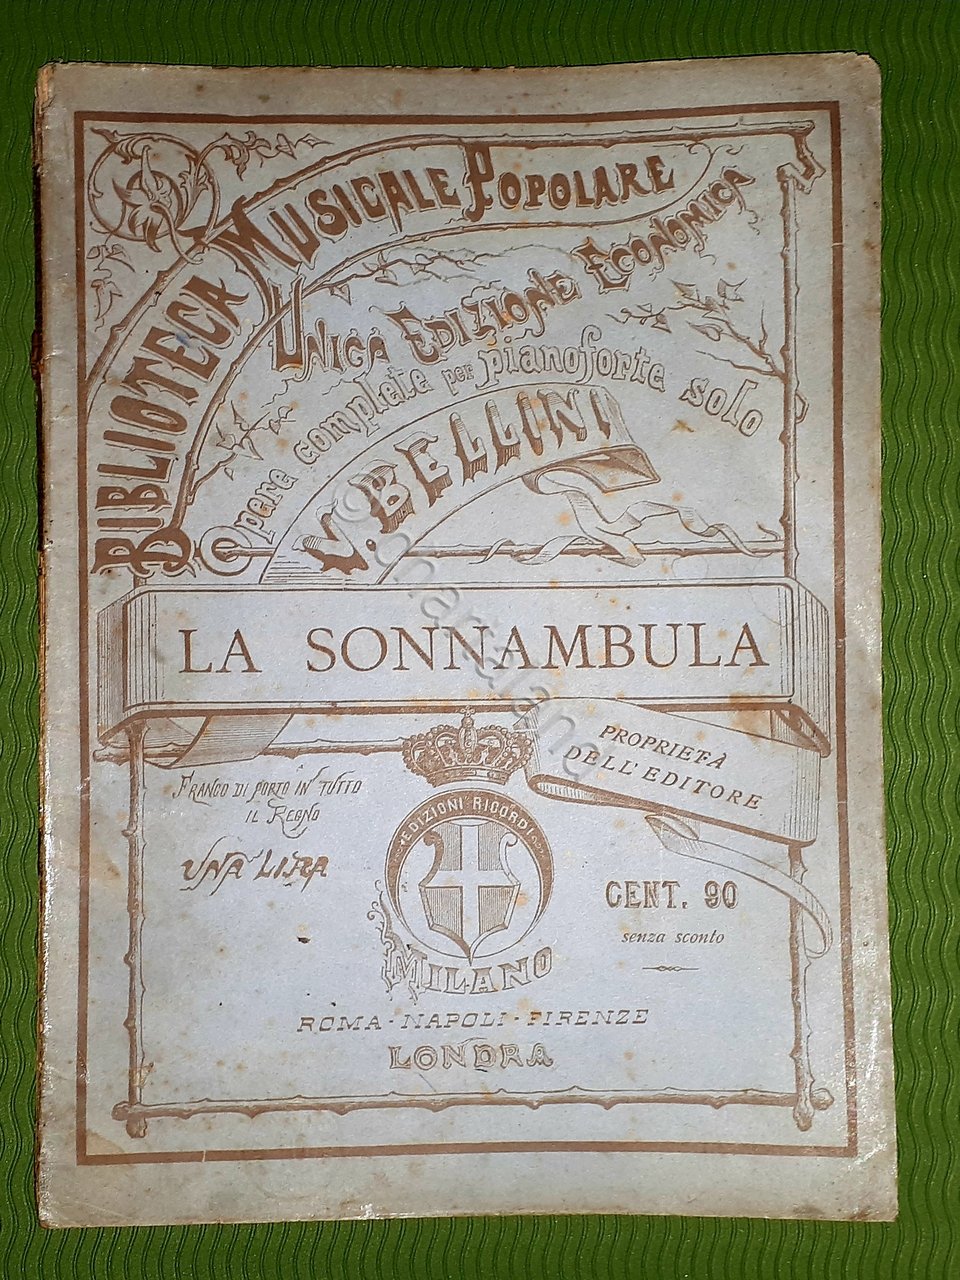 BIBLIOTECA MUSICALE POPOLARE
UNICA EDIZIONE ECONOMICA
Opere complete per pianoforte solo
V. BELLINI
LA SONNAMBULA
PROPRIETÀ
DELL'EDITORE
FRANCO DI PORTO IN TUTTO
IL REGNO
UNA LIRA
EDIZIONI RICORDI
MILANO
CENT. 90
senza sconto
ROMA - NAPOLI - FIRENZE
LONDRA